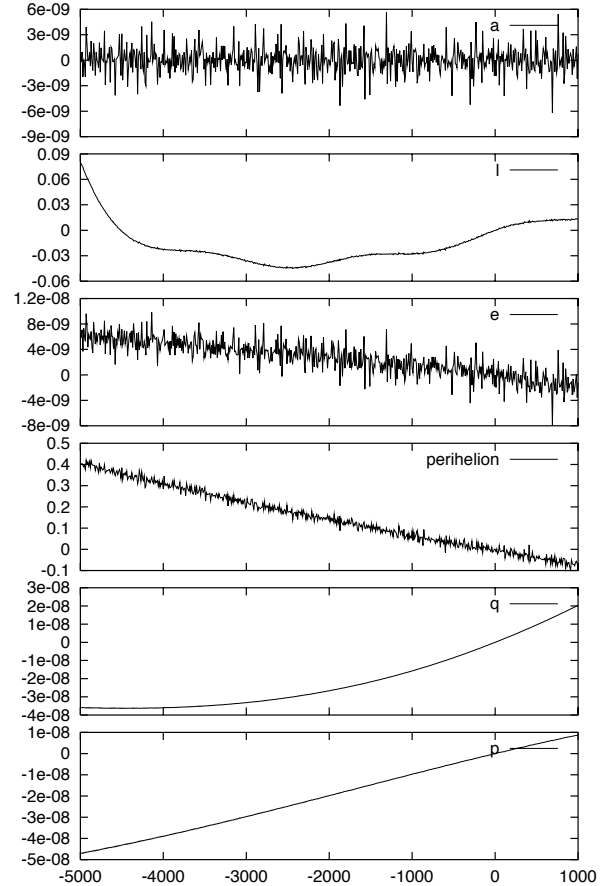 6e-09
a
3e-09
0
-3e-09
-6e-09
-9e-09
0.09
l
0.06
0.03
0
-0.03
-0.06
1.2e-08
e
8e-09
4e-09
0
-4e-09
-8e-09
0.5
perihelion
0.4
0.3
0.2
0.1
0
-0.1
3e-08
q
2e-08
1e-08
0
-1e-08
-2e-08
-3e-08
-4e-08
1e-08
p
0
-1e-08
-2e-08
-3e-08
-4e-08
-5e-08
-5000 -4000 -3000 -2000 -1000 0 1000